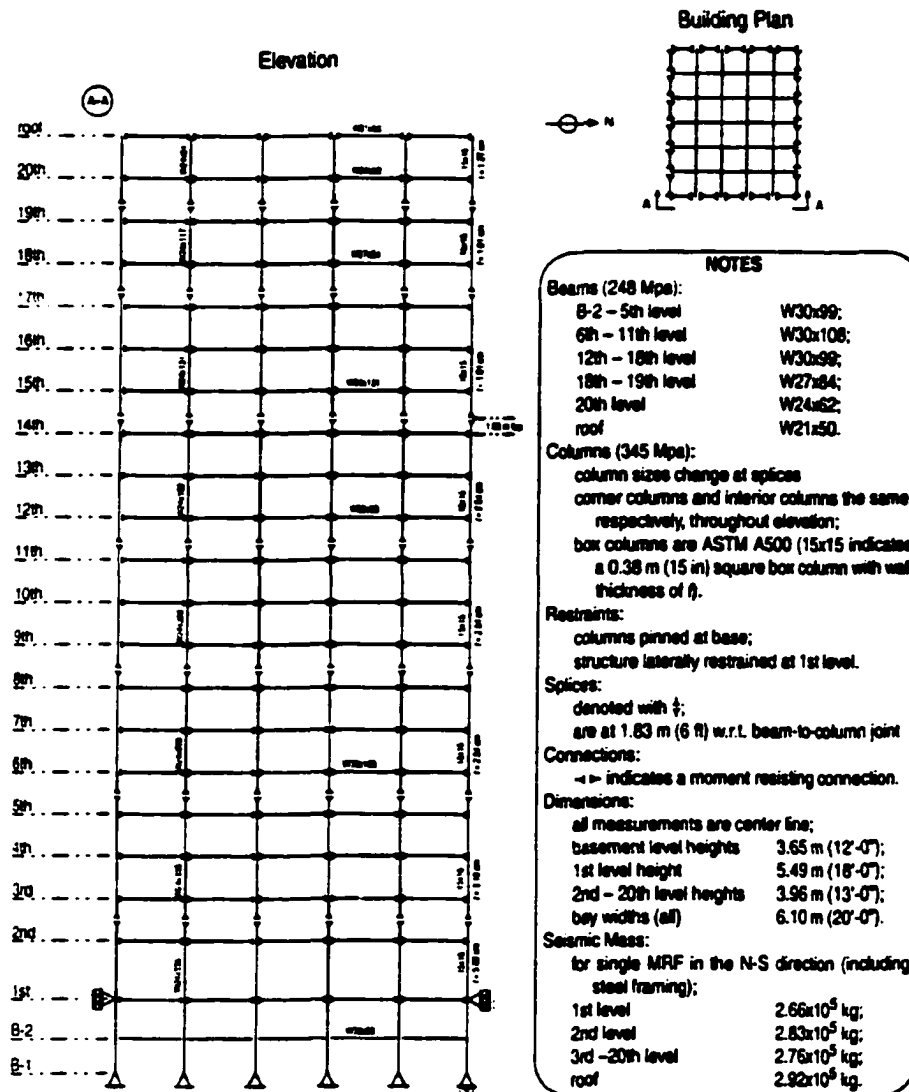 Building Plan
Elevation
A-A
N
A
A
roof
20th
19th
18th
17th
16th
15th
14th
13th
12th
11th
10th
9th
8th
7th
6th
5th
4th
3rd
2nd
1st
B-2
B-1
NOTES
Beams (248 Mpa):
B-2 – 5th level W30x99;
6th – 11th level W30x108;
12th – 18th level W30x99;
18th – 19th level W27x84;
20th level W24x62;
roof W21x50.
Columns (345 Mpa):
column sizes change at splices
corner columns and interior columns the same,
respectively, throughout elevation;
box columns are ASTM A500 (15x15 indicates
a 0.38 m (15 in) square box column with wall
thickness of t).
Restraints:
columns pinned at base;
structure laterally restrained at 1st level.
Splices:
denoted with ;
are at 1.83 m (6 ft) w.r.t. beam-to-column joint
Connections:
indicates a moment resisting connection.
Dimensions:
all measurements are center line;
basement level heights 3.65 m (12'-0");
1st level height 5.49 m (18'-0");
2nd – 20th level heights 3.96 m (13'-0");
bay widths (all) 6.10 m (20'-0").
Seismic Mass:
for single MRF in the N-S direction (including
steel framing);
1st level 2.66x10⁵ kg;
2nd level 2.83x10⁵ kg;
3rd –20th level 2.76x10⁵ kg;
roof 2.92x10⁵ kg.